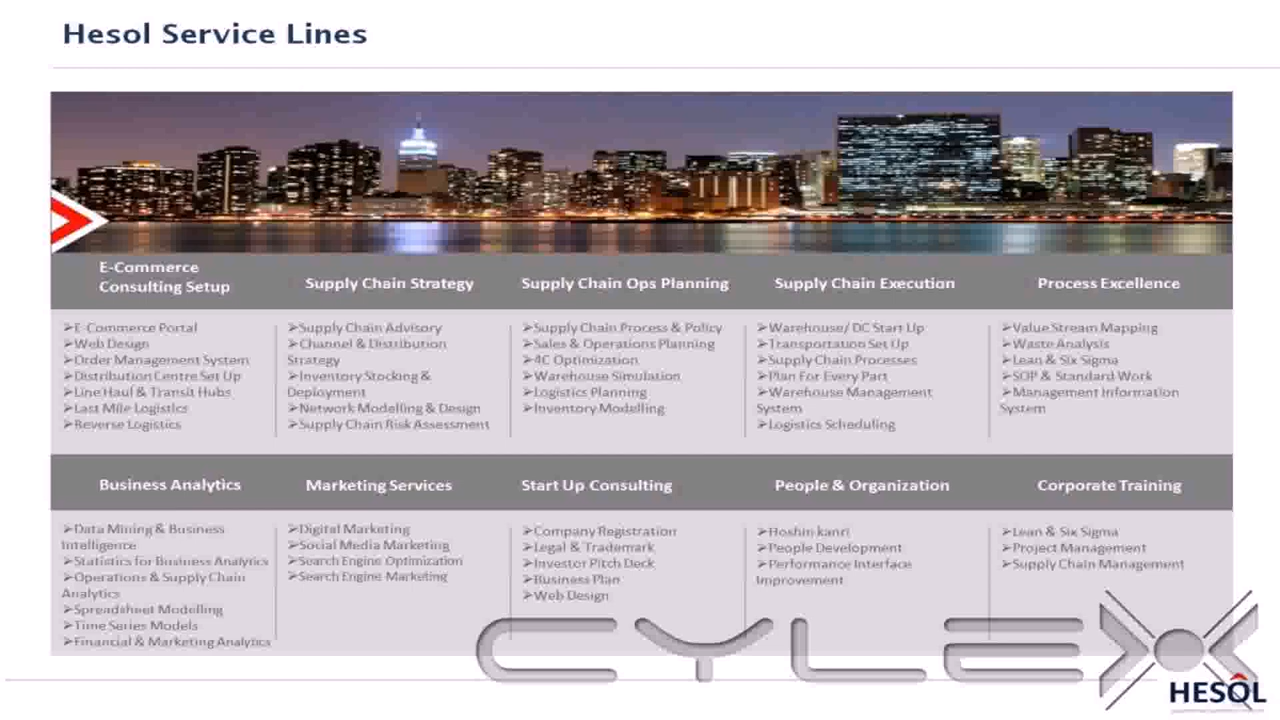 Hesol Service Lines
E-Commerce
Consulting Setup
Supply Chain Strategy
Supply Chain Ops Planning
Supply Chain Execution
Process Excellence
➢E-Commerce Portal
➢Web Design
➢Order Management System
➢Distribution Centre Set Up
➢Line Haul & Transit Hubs
➢Last Mile Logistics
➢Reverse Logistics
➢Supply Chain Advisory
➢Channel & Distribution
Strategy
➢Inventory Stocking &
Deployment
➢Network Modelling & Design
➢Supply Chain Risk Assessment
➢Supply Chain Process & Policy
➢Sales & Operations Planning
➢4C Optimization
➢Warehouse Simulation
➢Logistics Planning
➢Inventory Modelling
➢Warehouse/ DC Start Up
➢Transportation Set Up
➢Supply Chain Processes
➢Plan For Every Part
➢Warehouse Management
System
➢Logistics Scheduling
➢Value Stream Mapping
➢Waste Analysis
➢Lean & Six Sigma
➢SOP & Standard Work
➢Management Information
System
Business Analytics
Marketing Services
Start Up Consulting
People & Organization
Corporate Training
➢Data Mining & Business
Intelligence
➢Statistics for Business Analytics
➢Operations & Supply Chain
Analytics
➢Spreadsheet Modelling
➢Time Series Models
➢Financial & Marketing Analytics
➢Digital Marketing
➢Social Media Marketing
➢Search Engine Optimization
➢Search Engine Marketing
➢Company Registration
➢Legal & Trademark
➢Investor Pitch Deck
➢Business Plan
➢Web Design
➢Hoshin kanri
➢People Development
➢Performance Interface
Improvement
➢Lean & Six Sigma
➢Project Management
➢Supply Chain Management
CYLEX
HESOL